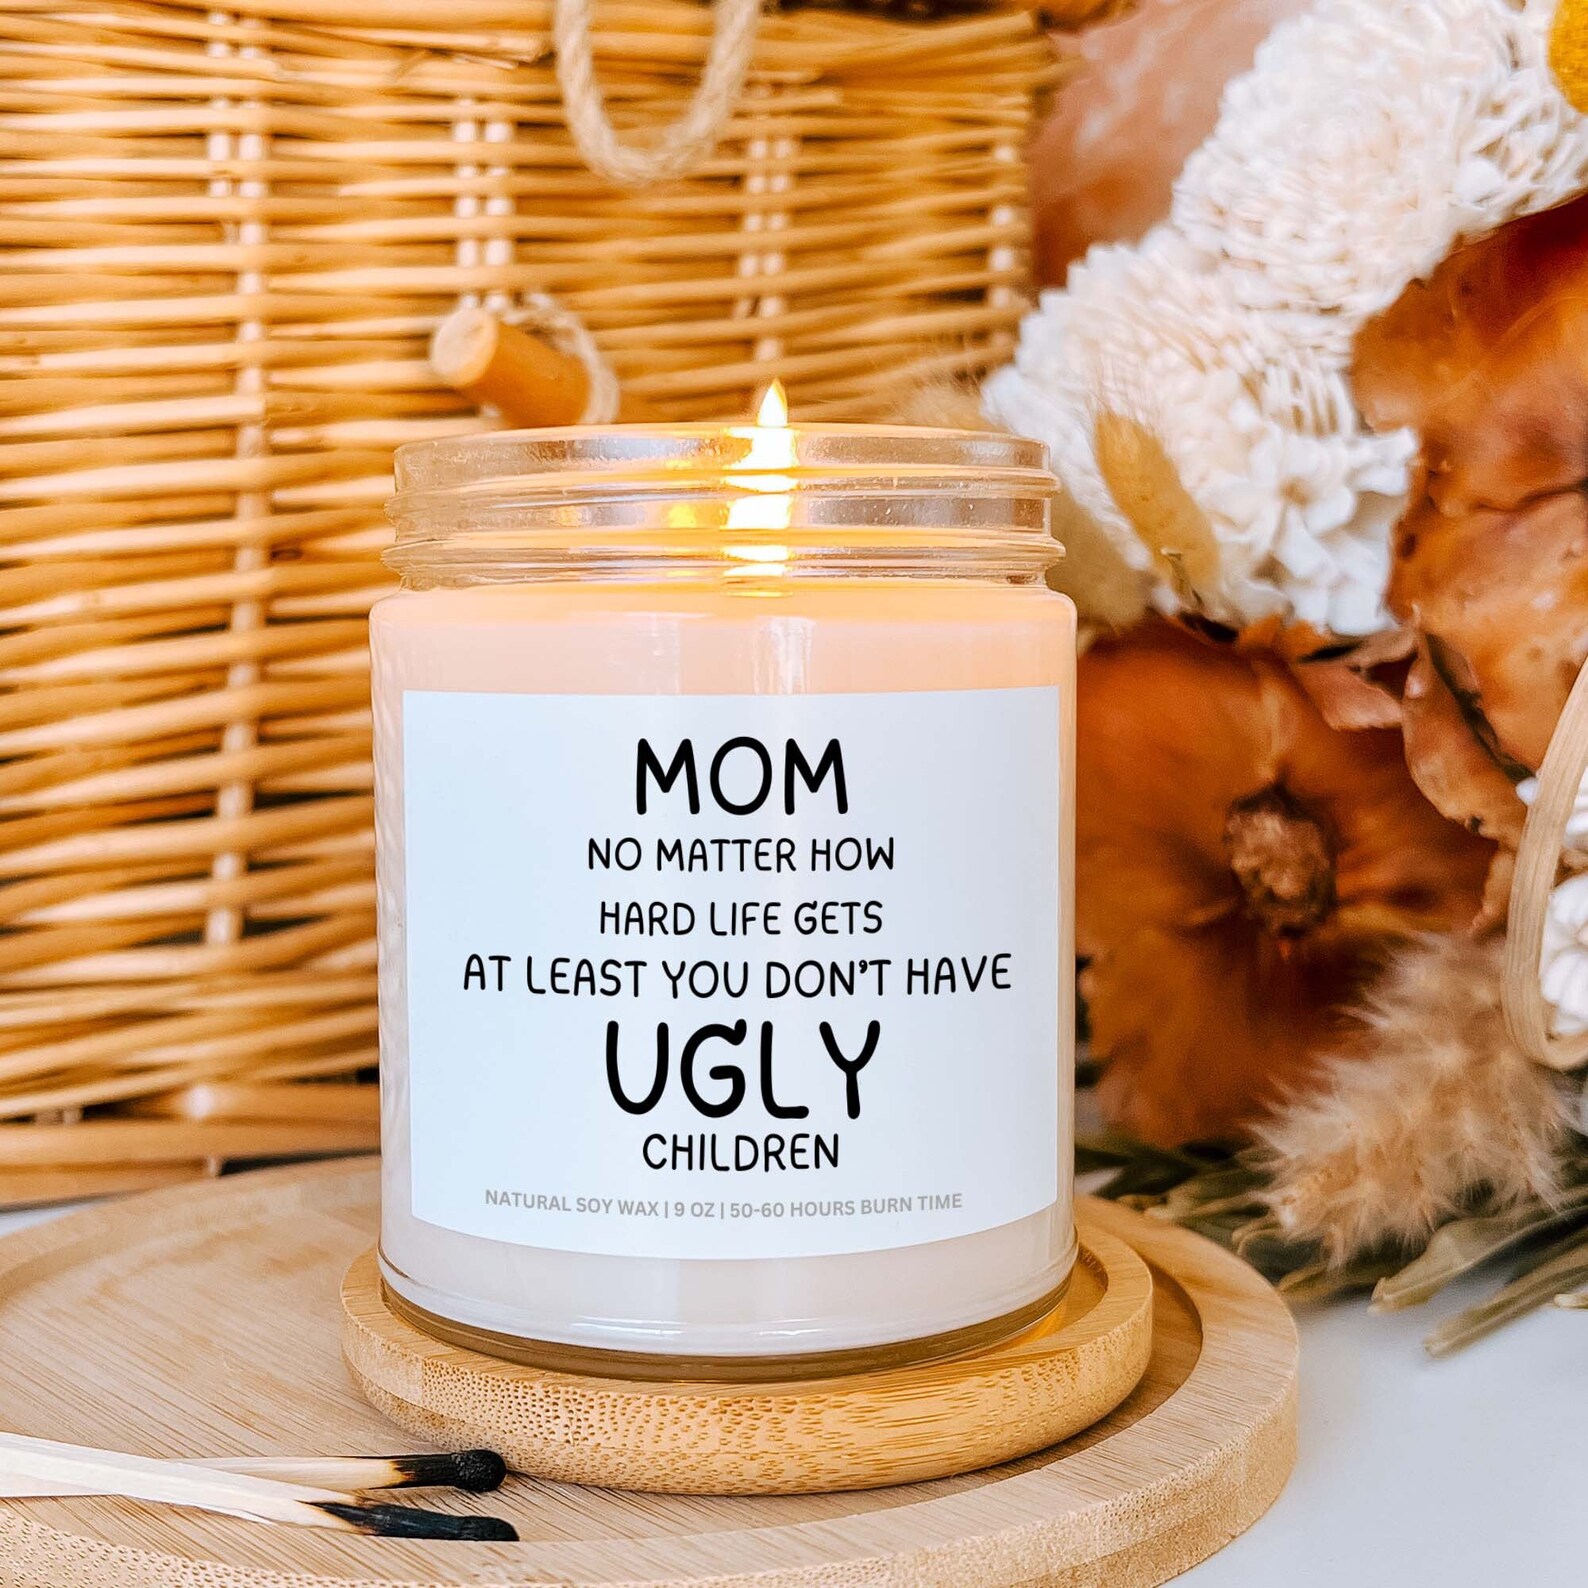 MOM
NO MATTER HOW
HARD LIFE GETS
AT LEAST YOU DON'T HAVE
UGLY
CHILDREN
NATURAL SOY WAX | 9 OZ | 50-60 HOURS BURN TIME